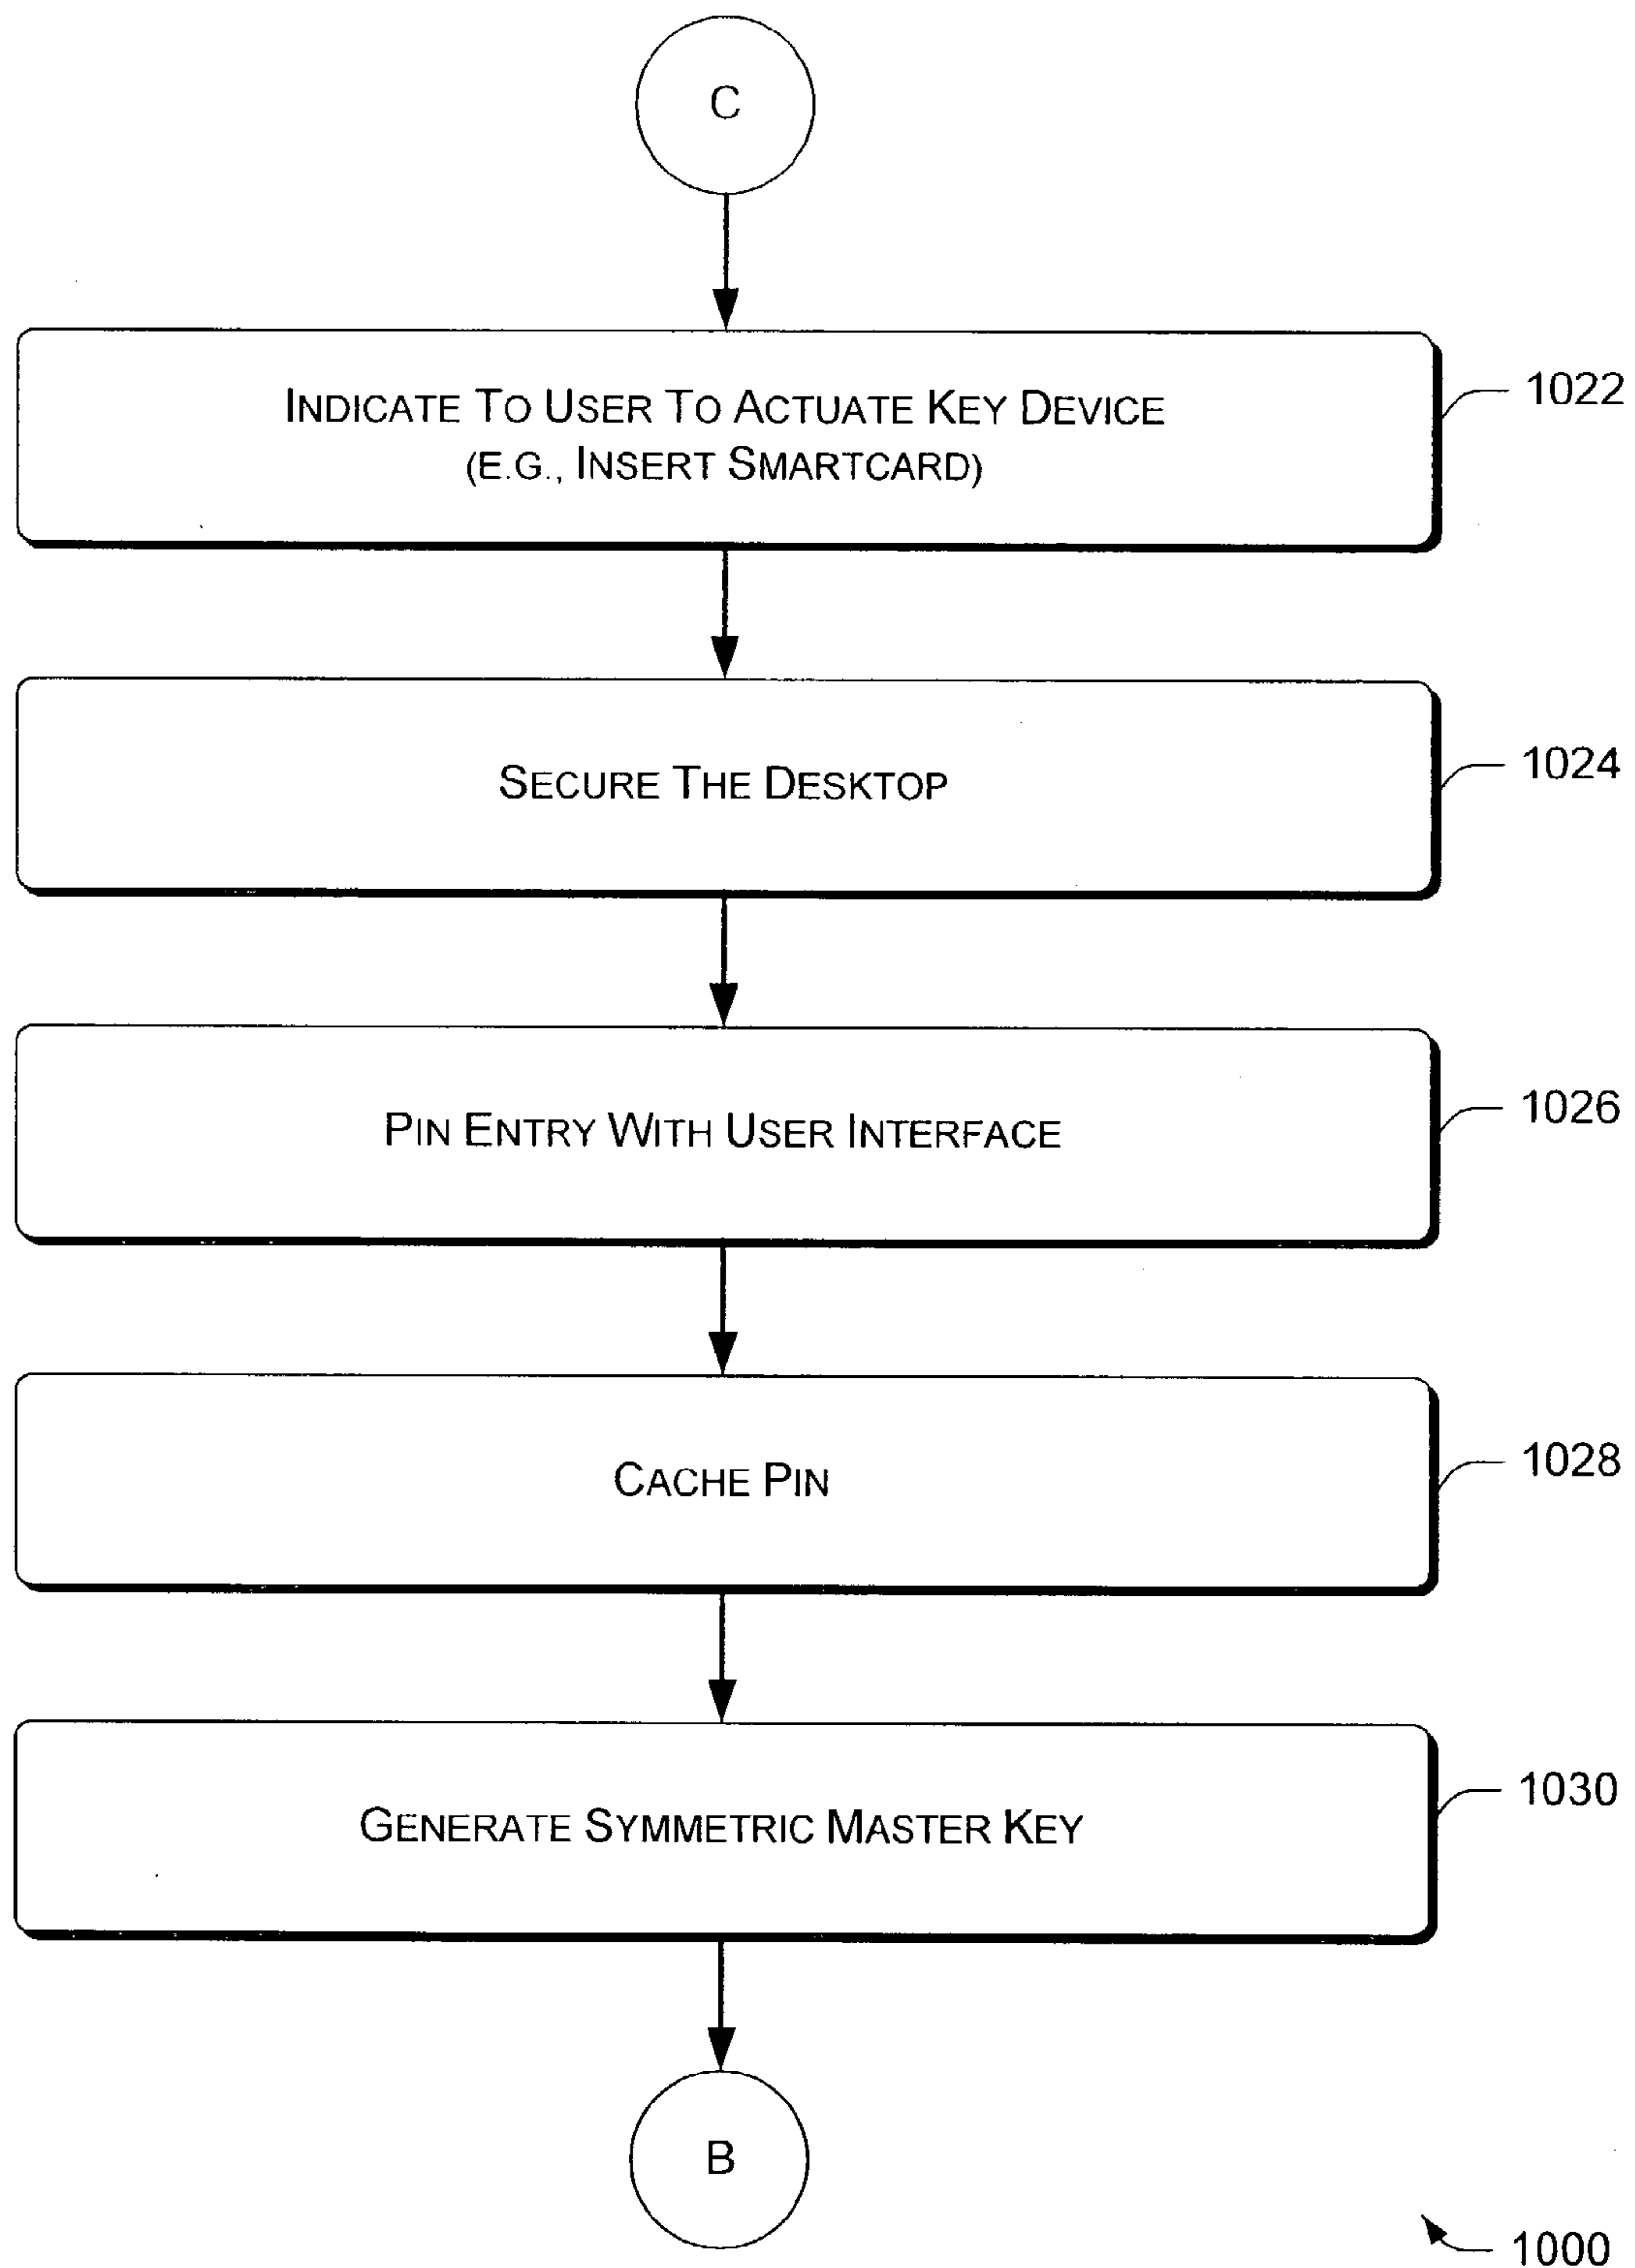 C
INDICATE TO USER TO ACTUATE KEY DEVICE
(E.G., INSERT SMARTCARD)
1022
SECURE THE DESKTOP
1024
PIN ENTRY WITH USER INTERFACE
1026
CACHE PIN
1028
GENERATE SYMMETRIC MASTER KEY
1030
B
1000